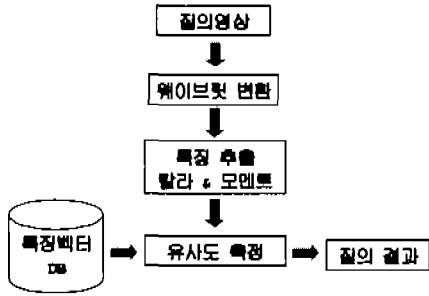 질의영상
웨이브릿 변환
특징 추출
칼라 & 모멘트
특징벡터
DB
유사도 측정
질의 결과